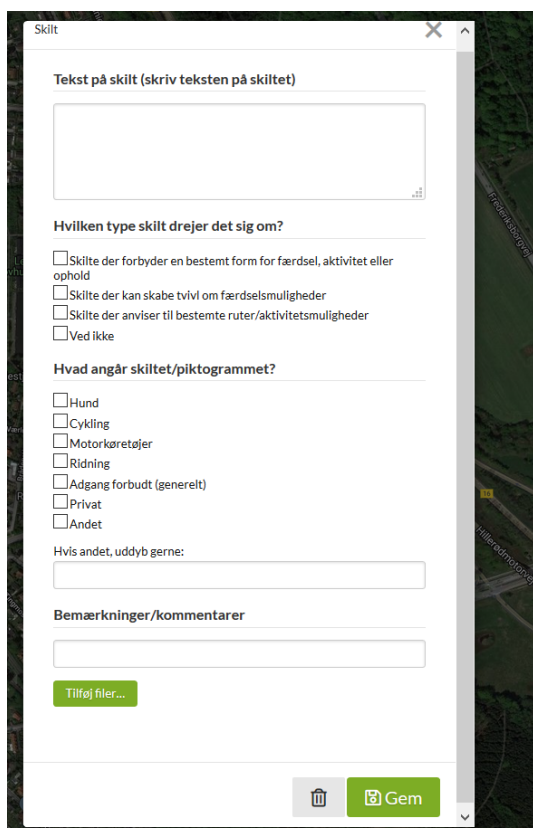 Skilt
Tekst på skilt (skriv teksten på skiltet)
Hvilken type skilt drejer det sig om?
Skilte der forbyder en bestemt form for færdsel, aktivitet eller
ophold
Skilte der kan skabe tvivl om færdselsmuligheder
Skilte der anviser til bestemte ruter/aktivitetsmuligheder
Ved ikke
Hvad angår skiltet/piktogrammet?
Hund
Cykling
Motorkøretøjer
Ridning
Adgang forbudt (generelt)
Privat
Andet
Hvis andet, uddyb gerne:
Bemærkninger/kommentarer
Tilføj filer...
Gem
Frederiksborgvej
16
Hillerødmotorvej